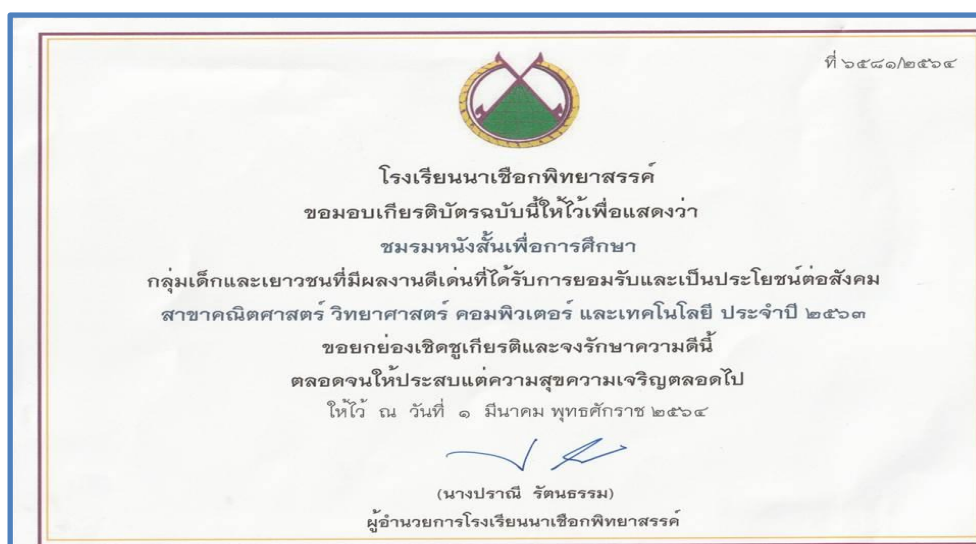 ที่ ๖๕๘๑/๒๕๖๔
โรงเรียนนาเชือกพิทยาสรรค์
ขอมอบเกียรติบัตรฉบับนี้ให้ไว้เพื่อแสดงว่า
ชมรมหนังสั้นเพื่อการศึกษา
กลุ่มเด็กและเยาวชนที่มีผลงานดีเด่นที่ได้รับการยอมรับและเป็นประโยชน์ต่อสังคม
สาขาคณิตศาสตร์ วิทยาศาสตร์ คอมพิวเตอร์ และเทคโนโลยี ประจำปี ๒๕๖๓
ขอยกย่องเชิดชูเกียรติและจงรักษาความดีนี้
ตลอดจนให้ประสบแต่ความสุขความเจริญตลอดไป
ให้ไว้ ณ วันที่ ๑ มีนาคม พุทธศักราช ๒๕๖๔
(นางปราณี รัตนธรรม)
ผู้อำนวยการโรงเรียนนาเชือกพิทยาสรรค์